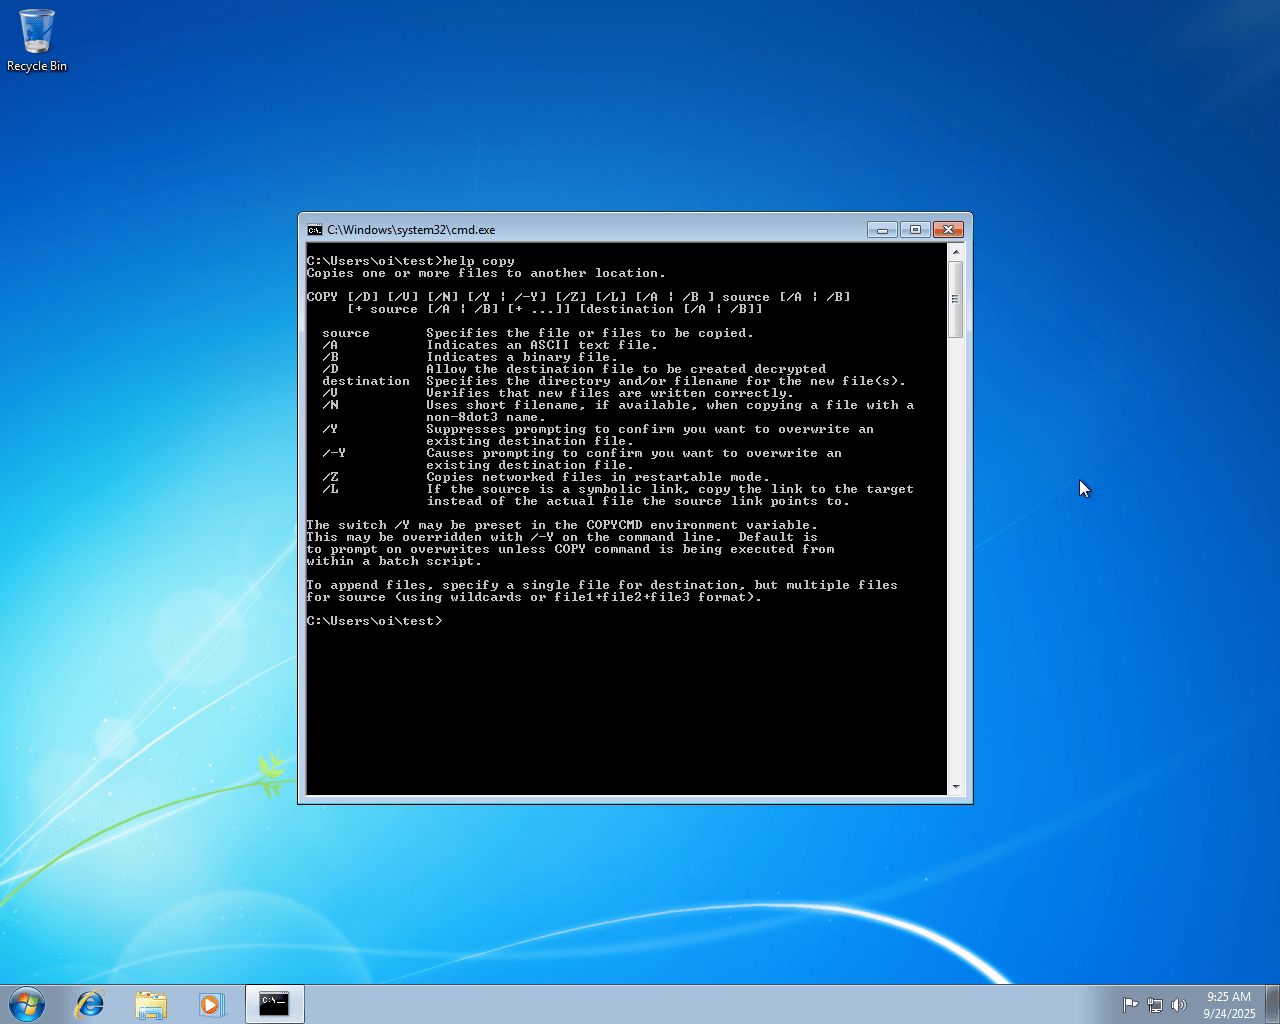 Recycle Bin
C:\Windows\system32\cmd.exe
C:\Users\oi\test>help copy
Copies one or more files to another location.
COPY [/D] [/V] [/N] [/Y | /-Y] [/Z] [/L] [/A | /B ] source [/A | /B]
[+ source [/A | /B] [+ ...]] [destination [/A | /B]]
source Specifies the file or files to be copied.
/A Indicates an ASCII text file.
/B Indicates a binary file.
/D Allow the destination file to be created decrypted
destination Specifies the directory and/or filename for the new file(s).
/V Verifies that new files are written correctly.
/N Uses short filename, if available, when copying a file with a
non-8dot3 name.
/Y Suppresses prompting to confirm you want to overwrite an
existing destination file.
/-Y Causes prompting to confirm you want to overwrite an
existing destination file.
/Z Copies networked files in restartable mode.
/L If the source is a symbolic link, copy the link to the target
instead of the actual file the source link points to.
The switch /Y may be preset in the COPYCMD environment variable.
This may be overridden with /-Y on the command line.  Default is
to prompt on overwrites unless COPY command is being executed from
within a batch script.
To append files, specify a single file for destination, but multiple files
for source (using wildcards or file1+file2+file3 format).
C:\Users\oi\test>
9:25 AM
9/24/2025